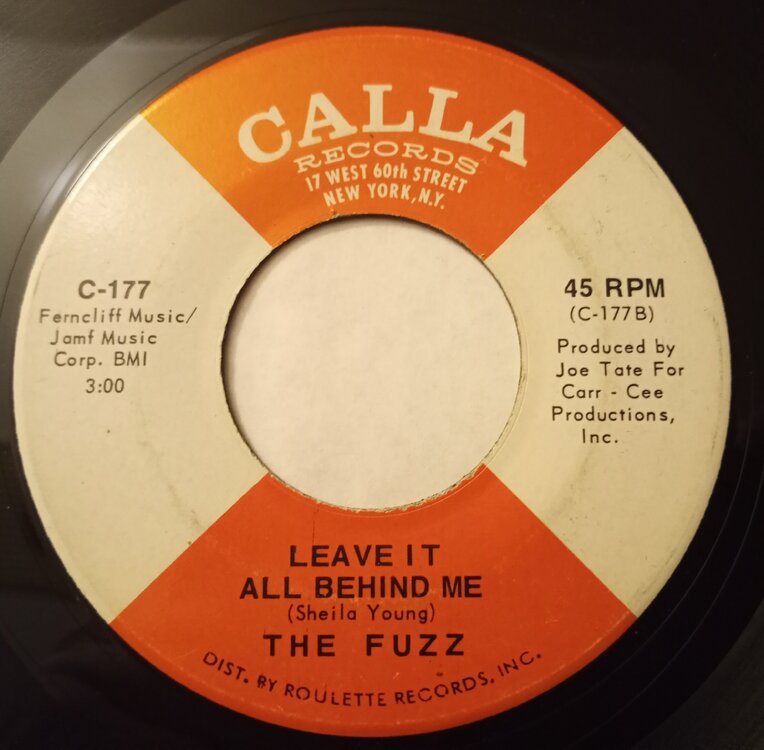 CALLA
RECORDS
17 WEST 60th STREET
NEW YORK, N.Y.
C-177
Ferncliff Music/
Jamf Music
Corp. BMI
3:00
45 RPM
(C-177B)
Produced by
Joe Tate For
Carr - Cee
Productions,
Inc.
LEAVE IT
ALL BEHIND ME
(Sheila Young)
THE FUZZ
DIST. BY ROULETTE RECORDS, INC.